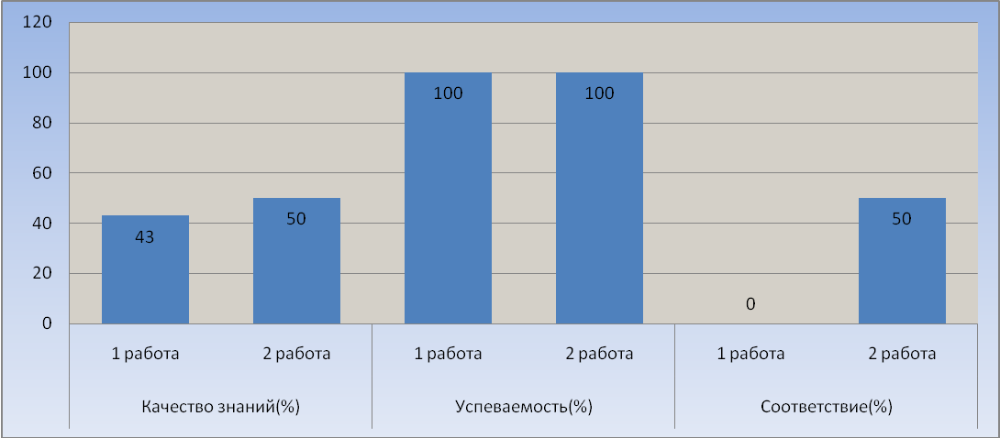 120
100
80
60
40
20
0
43
50
100
100
0
50
1 работа
2 работа
1 работа
2 работа
1 работа
2 работа
Качество знаний(%)
Успеваемость(%)
Соответствие(%)